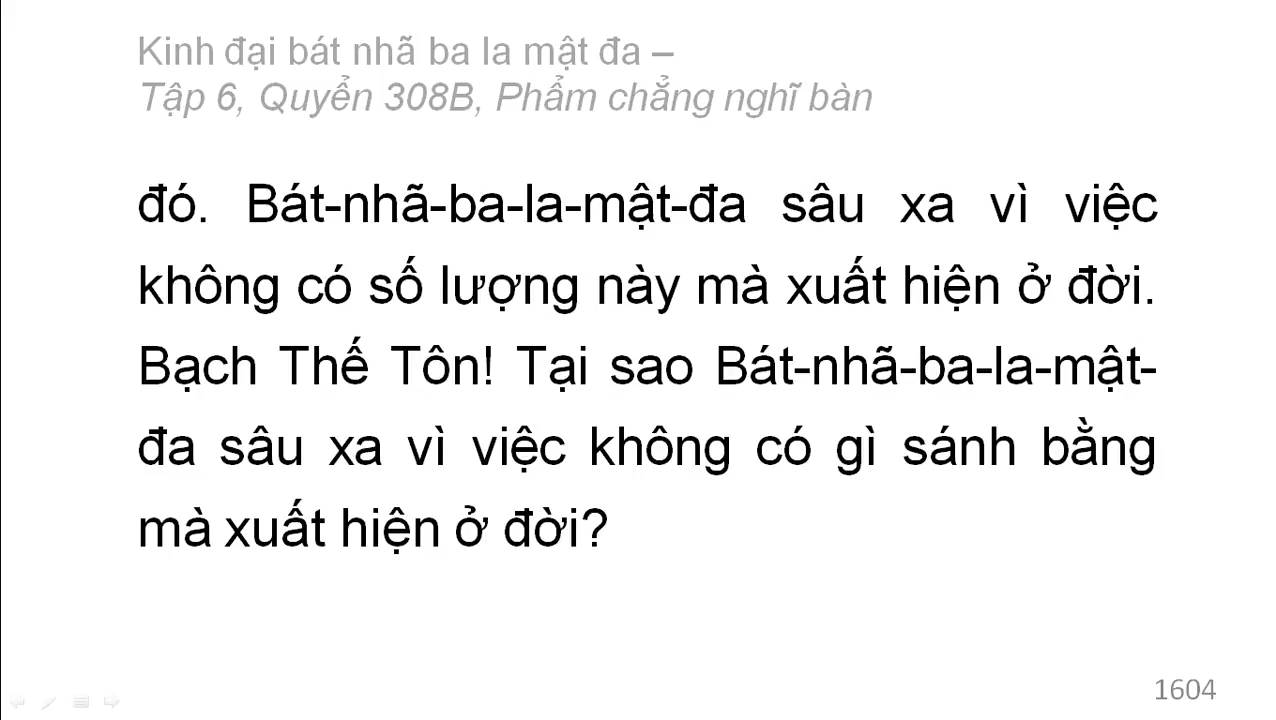 Kinh đại bát nhã ba la mật đa –
Tập 6, Quyển 308B, Phẩm chẳng nghĩ bàn
đó. Bát-nhã-ba-la-mật-đa sâu xa vì việc
không có số lượng này mà xuất hiện ở đời.
Bạch Thế Tôn! Tại sao Bát-nhã-ba-la-mật-
đa sâu xa vì việc không có gì sánh bằng
mà xuất hiện ở đời?
1604